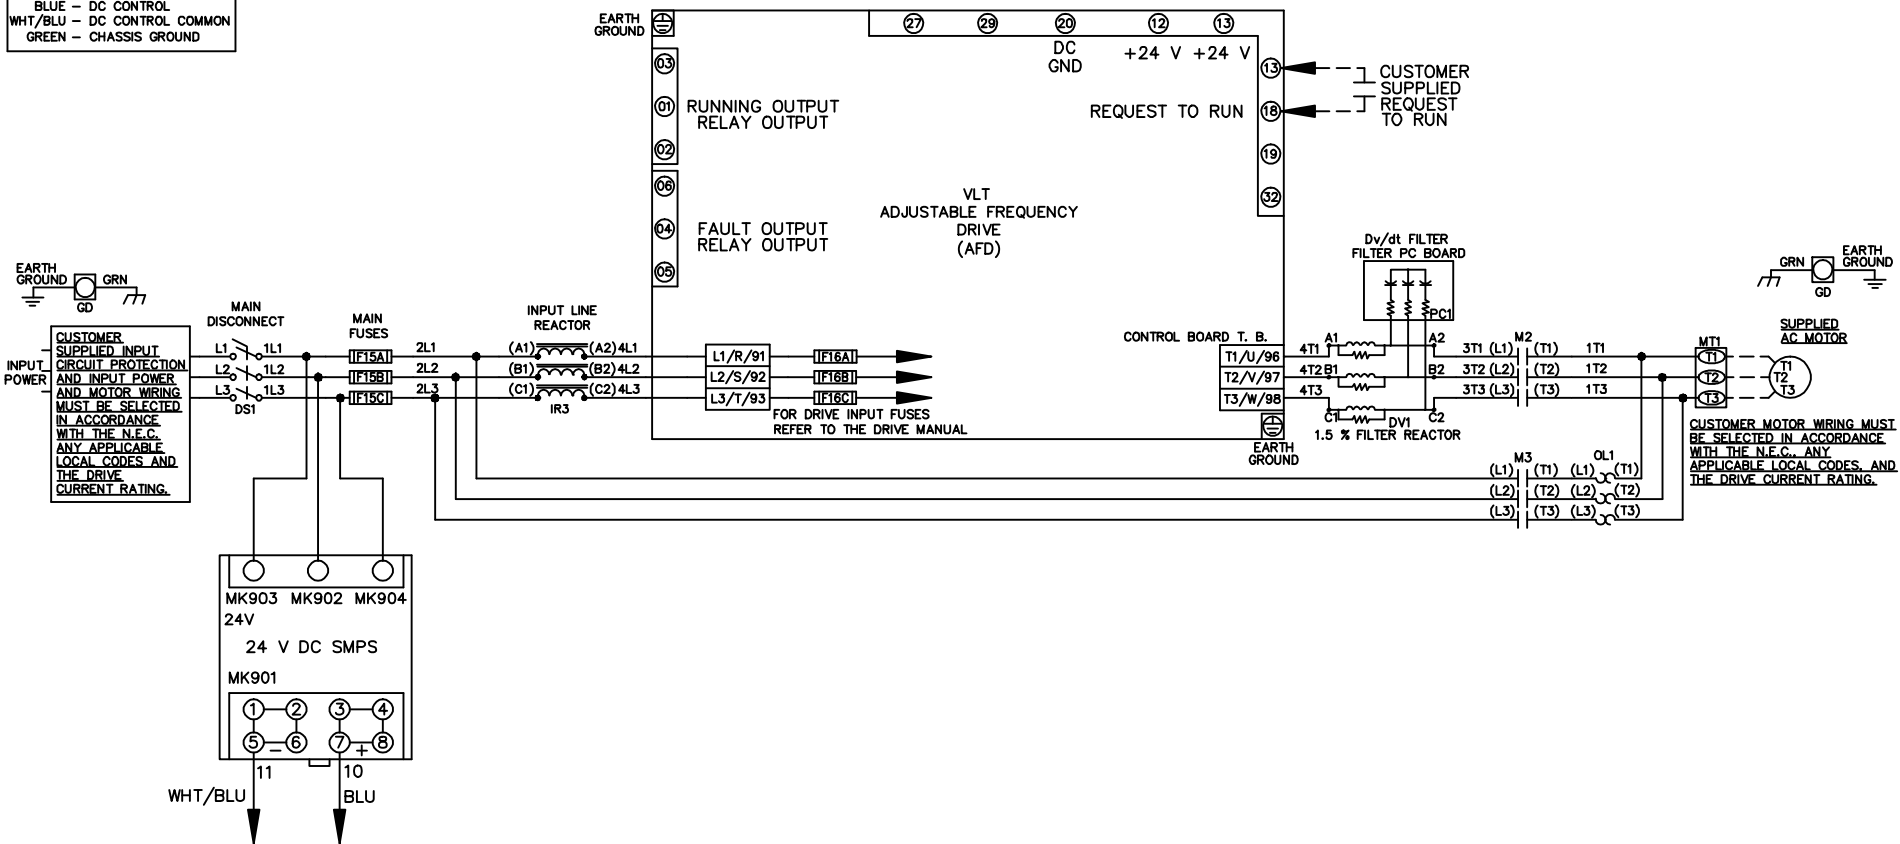 BLUE – DC CONTROL
WHT/BLU – DC CONTROL COMMON
GREEN – CHASSIS GROUND
EARTH
GROUND
27 29 20 12 13
DC
GND
+24 V +24 V
03
01
02
RUNNING OUTPUT
RELAY OUTPUT
06
04
05
FAULT OUTPUT
RELAY OUTPUT
REQUEST TO RUN
13
18
19
32
CUSTOMER
SUPPLIED
REQUEST
TO RUN
VLT
ADJUSTABLE FREQUENCY
DRIVE
(AFD)
EARTH
GROUND
GRN
GD
INPUT
POWER
CUSTOMER
SUPPLIED INPUT
CIRCUIT PROTECTION
AND INPUT POWER
AND MOTOR WIRING
MUST BE SELECTED
IN ACCORDANCE
WITH THE N.E.C.
ANY APPLICABLE
LOCAL CODES AND
THE DRIVE
CURRENT RATING.
MAIN
DISCONNECT
L1 1L1
L2 1L2
L3 1L3
DS1
MAIN
FUSES
F15A
F15B
F15C
2L1
2L2
2L3
INPUT LINE
REACTOR
(A1) (A2) 4L1
(B1) (B2) 4L2
(C1) (C2) 4L3
IR3
L1/R/91
L2/S/92
L3/T/93
F16A
F16B
F16C
FOR DRIVE INPUT FUSES
REFER TO THE DRIVE MANUAL
CONTROL BOARD T. B.
T1/U/96
T2/V/97
T3/W/98
EARTH
GROUND
Dv/dt FILTER
FILTER PC BOARD
PC1
4T1 A1 A2
4T2 B1 B2
4T3 C1 C2
DV1
1.5 % FILTER REACTOR
M2
3T1 (L1) (T1) 1T1
3T2 (L2) (T2) 1T2
3T3 (L3) (T3) 1T3
M3 OL1
(L1) (T1) (L1) (T1)
(L2) (T2) (L2) (T2)
(L3) (T3) (L3) (T3)
GRN
EARTH
GROUND
GD
SUPPLIED
AC MOTOR
MT1
T1
T2
T3
T1
T2
T3
CUSTOMER MOTOR WIRING MUST
BE SELECTED IN ACCORDANCE
WITH THE N.E.C., ANY
APPLICABLE LOCAL CODES, AND
THE DRIVE CURRENT RATING.
MK903 MK902 MK904
24V
24 V DC SMPS
MK901
1 2 3 4
5 – 6 7 + 8
11 10
WHT/BLU BLU